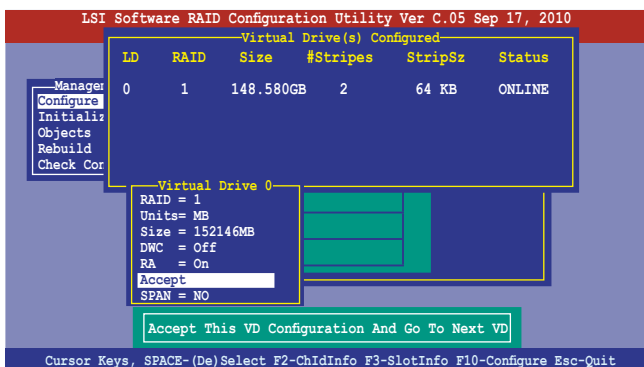 LSI Software RAID Configuration Utility Ver C.05 Sep 17, 2010
Virtual Drive(s) Configured
LD RAID Size #Stripes StripSz Status
0 1 148.580GB 2 64 KB ONLINE
Managem
Configure
Initializ
Objects
Rebuild
Check Con
Virtual Drive 0
RAID = 1
Units= MB
Size = 152146MB
DWC = Off
RA = On
Accept
SPAN = NO
Accept This VD Configuration And Go To Next VD
Cursor Keys, SPACE-(De)Select F2-ChIdInfo F3-SlotInfo F10-Configure Esc-Quit